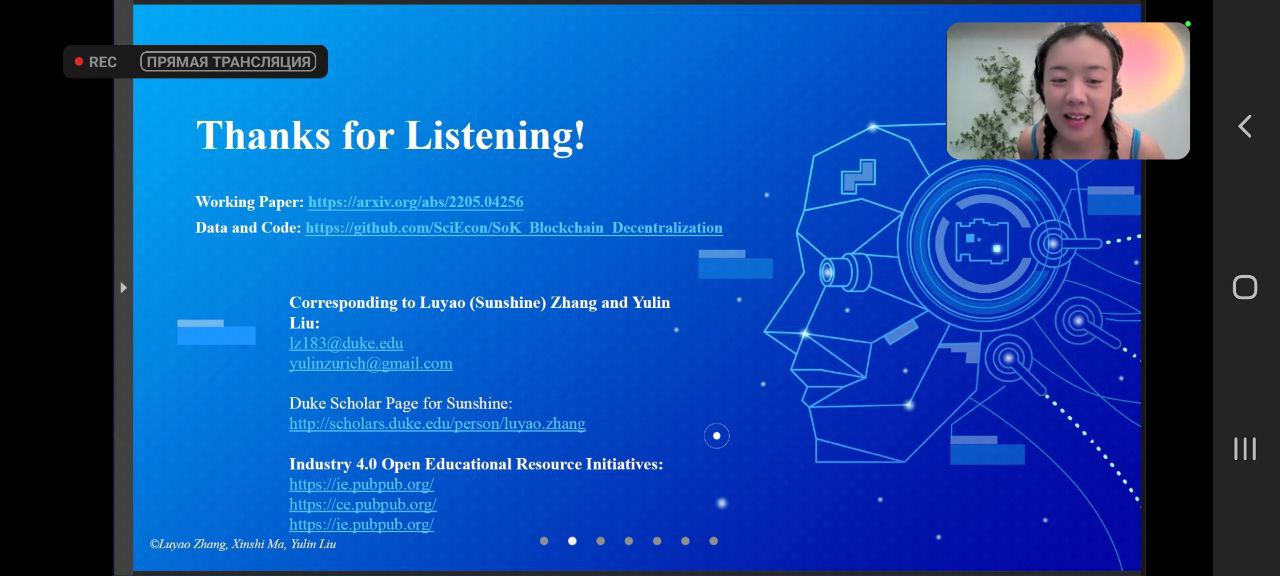 REC ПРЯМАЯ ТРАНСЛЯЦИЯ
Thanks for Listening!
Working Paper: https://arxiv.org/abs/2205.04256
Data and Code: https://github.com/SciEcon/SoK_Blockchain_Decentralization
Corresponding to Luyao (Sunshine) Zhang and Yulin
Liu:
lz183@duke.edu
yulinzurich@gmail.com
Duke Scholar Page for Sunshine:
http://scholars.duke.edu/person/luyao.zhang
Industry 4.0 Open Educational Resource Initiatives:
https://ie.pubpub.org/
https://ce.pubpub.org/
https://ie.pubpub.org/
©Luyao Zhang, Xinshi Ma, Yulin Liu